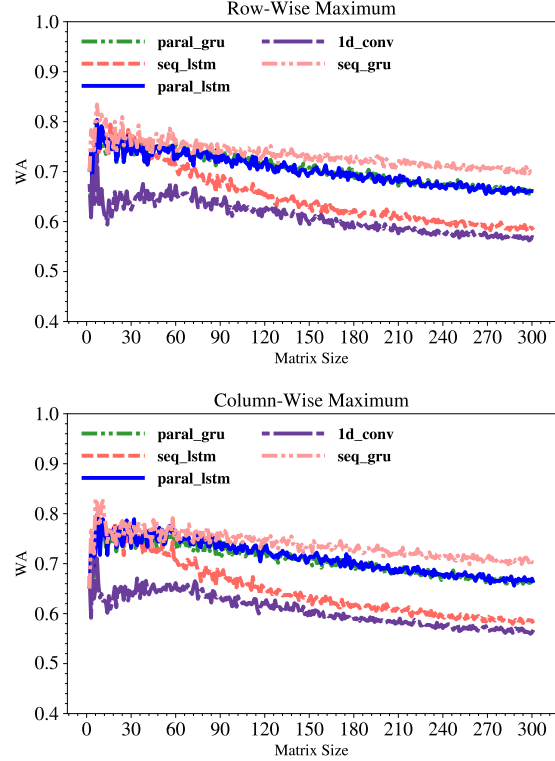 Row-Wise Maximum
1.0
0.9
0.8
0.7
0.6
0.5
0.4
WA
paral_gru
seq_lstm
paral_lstm
1d_conv
seq_gru
0 30 60 90 120 150 180 210 240 270 300
Matrix Size
Column-Wise Maximum
1.0
0.9
0.8
0.7
0.6
0.5
0.4
WA
paral_gru
seq_lstm
paral_lstm
1d_conv
seq_gru
0 30 60 90 120 150 180 210 240 270 300
Matrix Size